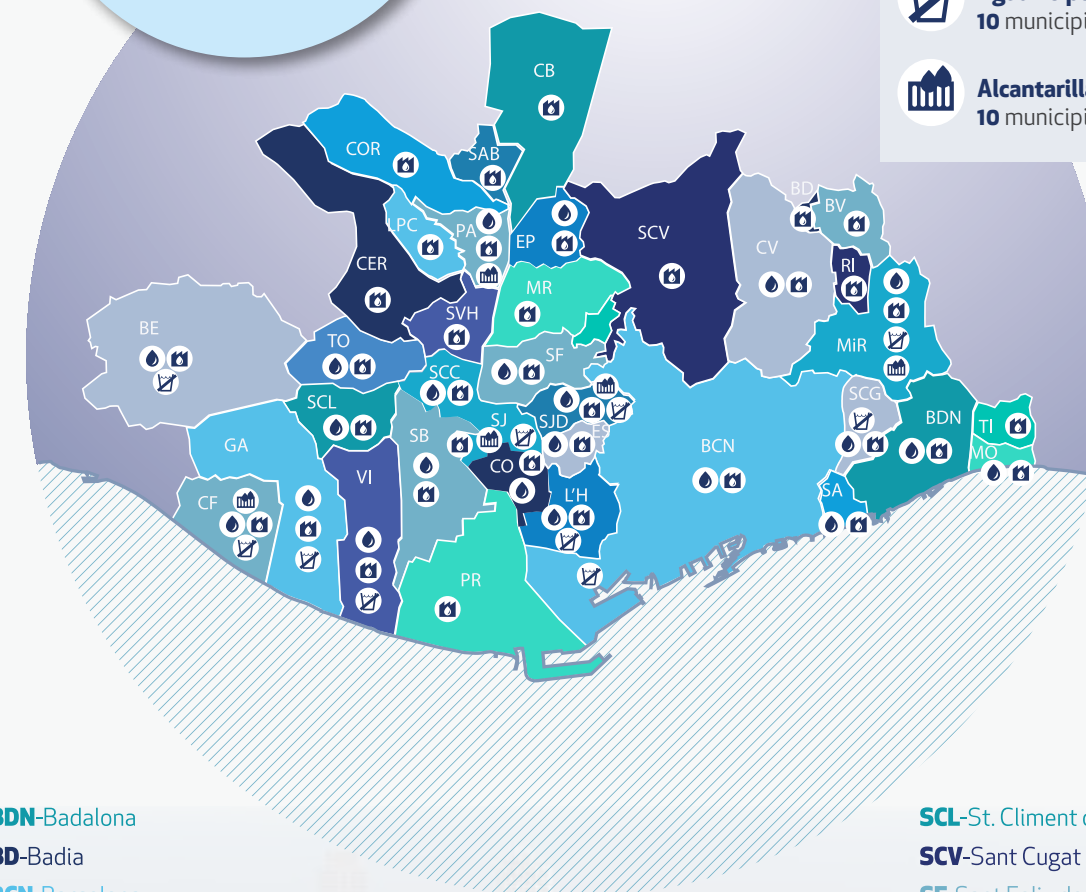 10 municipi
Alcantarill
10 municipi
CB
COR
SAB
LPC
PA
EP
SCV
BD
BV
CV
CER
RI
MR
SVH
BE
TO
SF
MiR
SCC
SCL
SCG
SJ
SJD
SB
BDN
TI
GA
BCN
MO
CO
VI
L'H
SA
CF
PR
BDN-Badalona
BD-Badia
SCL-St. Climent
SCV-Sant Cugat